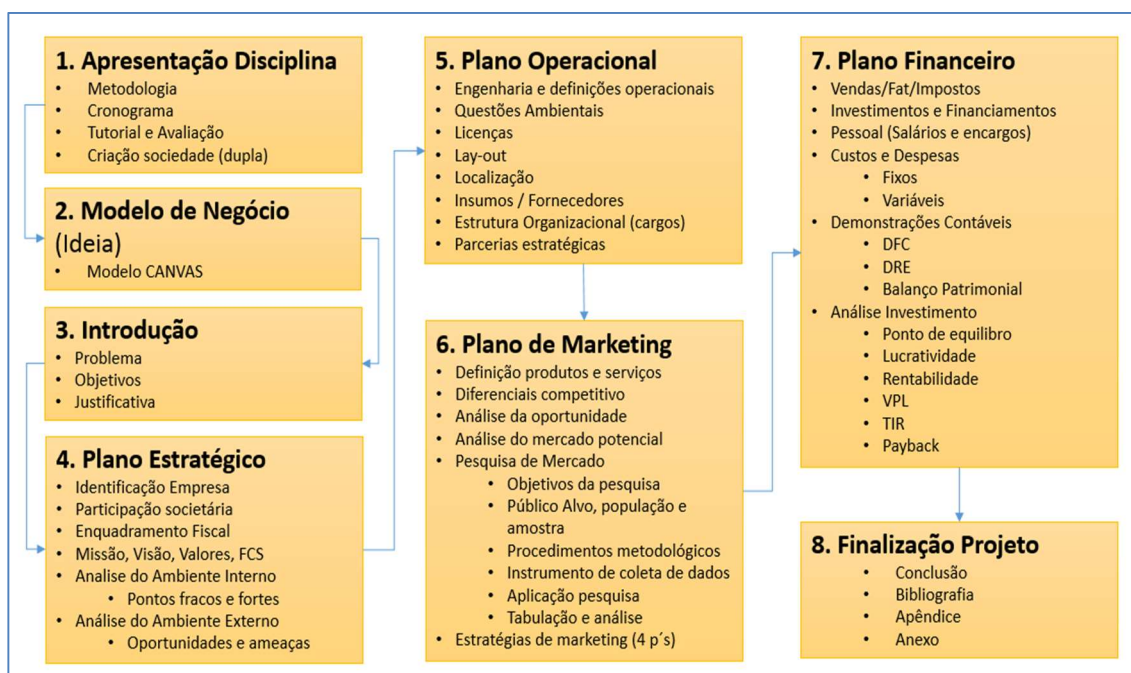 1. Apresentação Disciplina
• Metodologia
• Cronograma
• Tutorial e Avaliação
• Criação sociedade (dupla)
2. Modelo de Negócio
(Ideia)
• Modelo CANVAS
3. Introdução
• Problema
• Objetivos
• Justificativa
4. Plano Estratégico
• Identificação Empresa
• Participação societária
• Enquadramento Fiscal
• Missão, Visão, Valores, FCS
• Analise do Ambiente Interno
• Pontos fracos e fortes
• Análise do Ambiente Externo
• Oportunidades e ameaças
5. Plano Operacional
• Engenharia e definições operacionais
• Questões Ambientais
• Licenças
• Lay-out
• Localização
• Insumos / Fornecedores
• Estrutura Organizacional (cargos)
• Parcerias estratégicas
6. Plano de Marketing
• Definição produtos e serviços
• Diferenciais competitivo
• Análise da oportunidade
• Análise do mercado potencial
• Pesquisa de Mercado
• Objetivos da pesquisa
• Público Alvo, população e
amostra
• Procedimentos metodológicos
• Instrumento de coleta de dados
• Aplicação pesquisa
• Tabulação e análise
• Estratégias de marketing (4 p´s)
7. Plano Financeiro
• Vendas/Fat/Impostos
• Investimentos e Financiamentos
• Pessoal (Salários e encargos)
• Custos e Despesas
• Fixos
• Variáveis
• Demonstrações Contáveis
• DFC
• DRE
• Balanço Patrimonial
• Análise Investimento
• Ponto de equilibro
• Lucratividade
• Rentabilidade
• VPL
• TIR
• Payback
8. Finalização Projeto
• Conclusão
• Bibliografia
• Apêndice
• Anexo